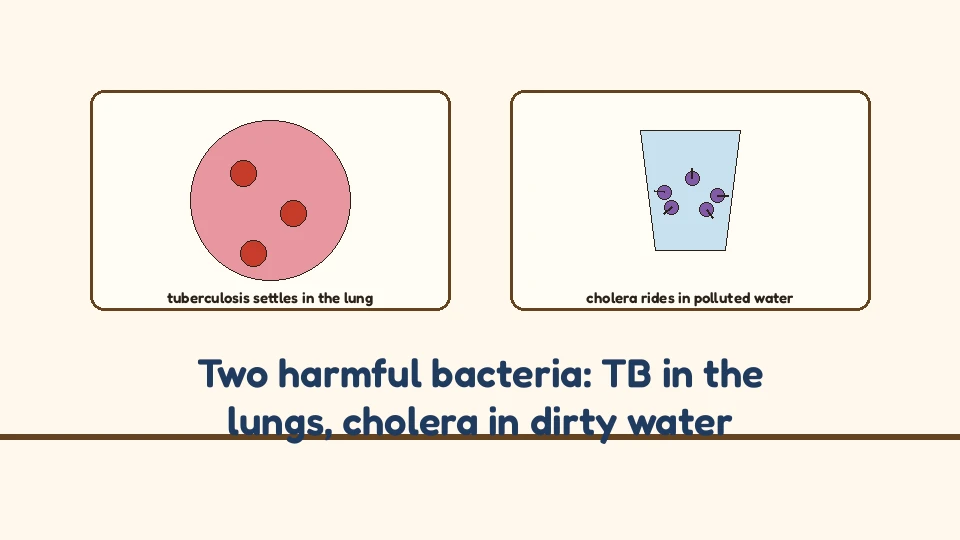 tuberculosis settles in the lung
cholera rides in polluted water
Two harmful bacteria: TB in the
lungs, cholera in dirty water